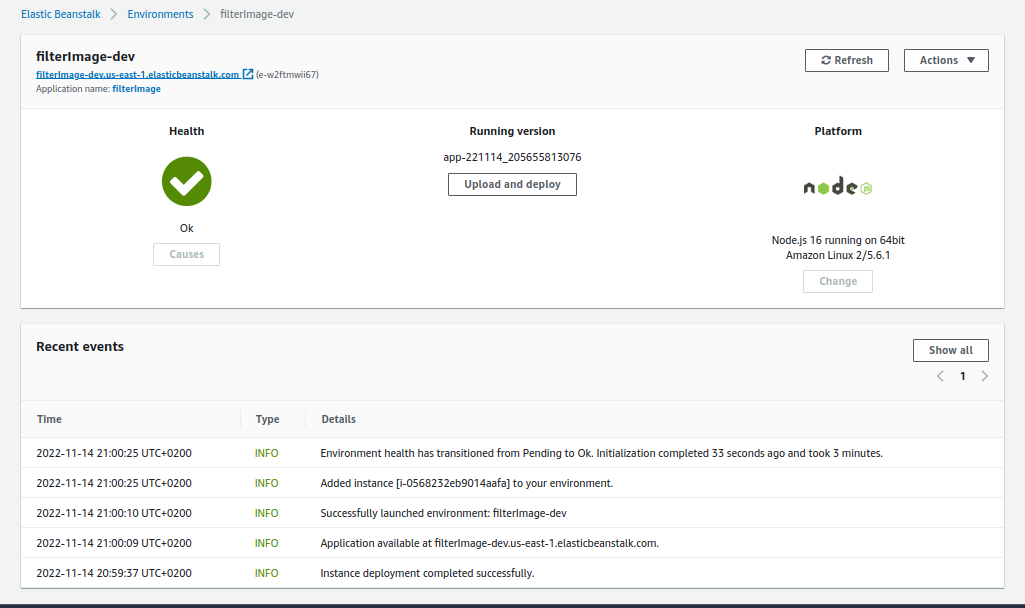 Elastic Beanstalk > Environments > filterImage-dev
filterImage-dev
filterImage-dev.us-east-1.elasticbeanstalk.com (e-w2ftmwii67)
Application name: filterImage
Refresh
Actions
Health
Ok
Causes
Running version
app-221114_205655813076
Upload and deploy
Platform
node JS
Node.js 16 running on 64bit
Amazon Linux 2/5.6.1
Change
Recent events
Show all
< 1 >
Time Type Details
2022-11-14 21:00:25 UTC+0200 INFO Environment health has transitioned from Pending to Ok. Initialization completed 33 seconds ago and took 3 minutes.
2022-11-14 21:00:25 UTC+0200 INFO Added instance [i-0568232eb9014aafa] to your environment.
2022-11-14 21:00:10 UTC+0200 INFO Successfully launched environment: filterImage-dev
2022-11-14 21:00:09 UTC+0200 INFO Application available at filterImage-dev.us-east-1.elasticbeanstalk.com.
2022-11-14 20:59:37 UTC+0200 INFO Instance deployment completed successfully.